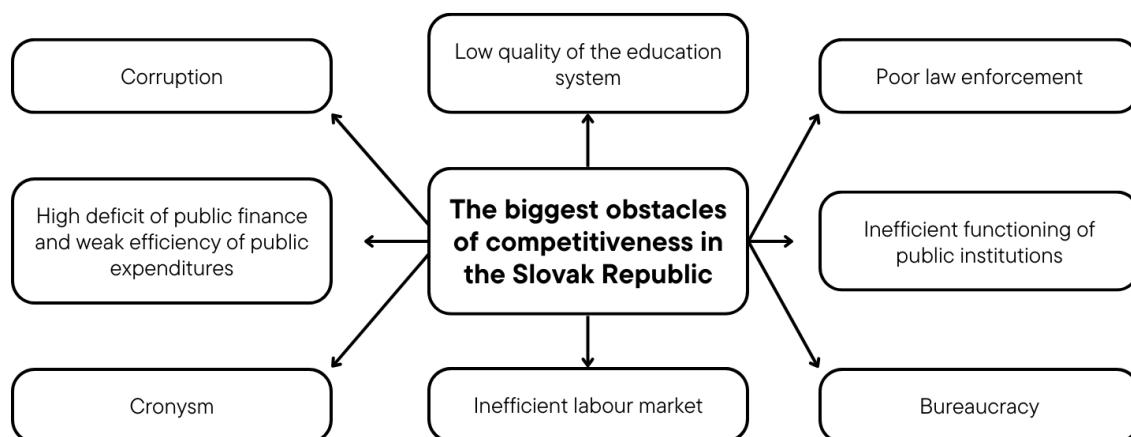 Corruption
Low quality of the education
system
Poor law enforcement
High deficit of public finance
and weak efficiency of public
expenditures
The biggest obstacles
of competitiveness in
the Slovak Republic
Inefficient functioning of
public institutions
Cronysm
Inefficient labour market
Bureaucracy